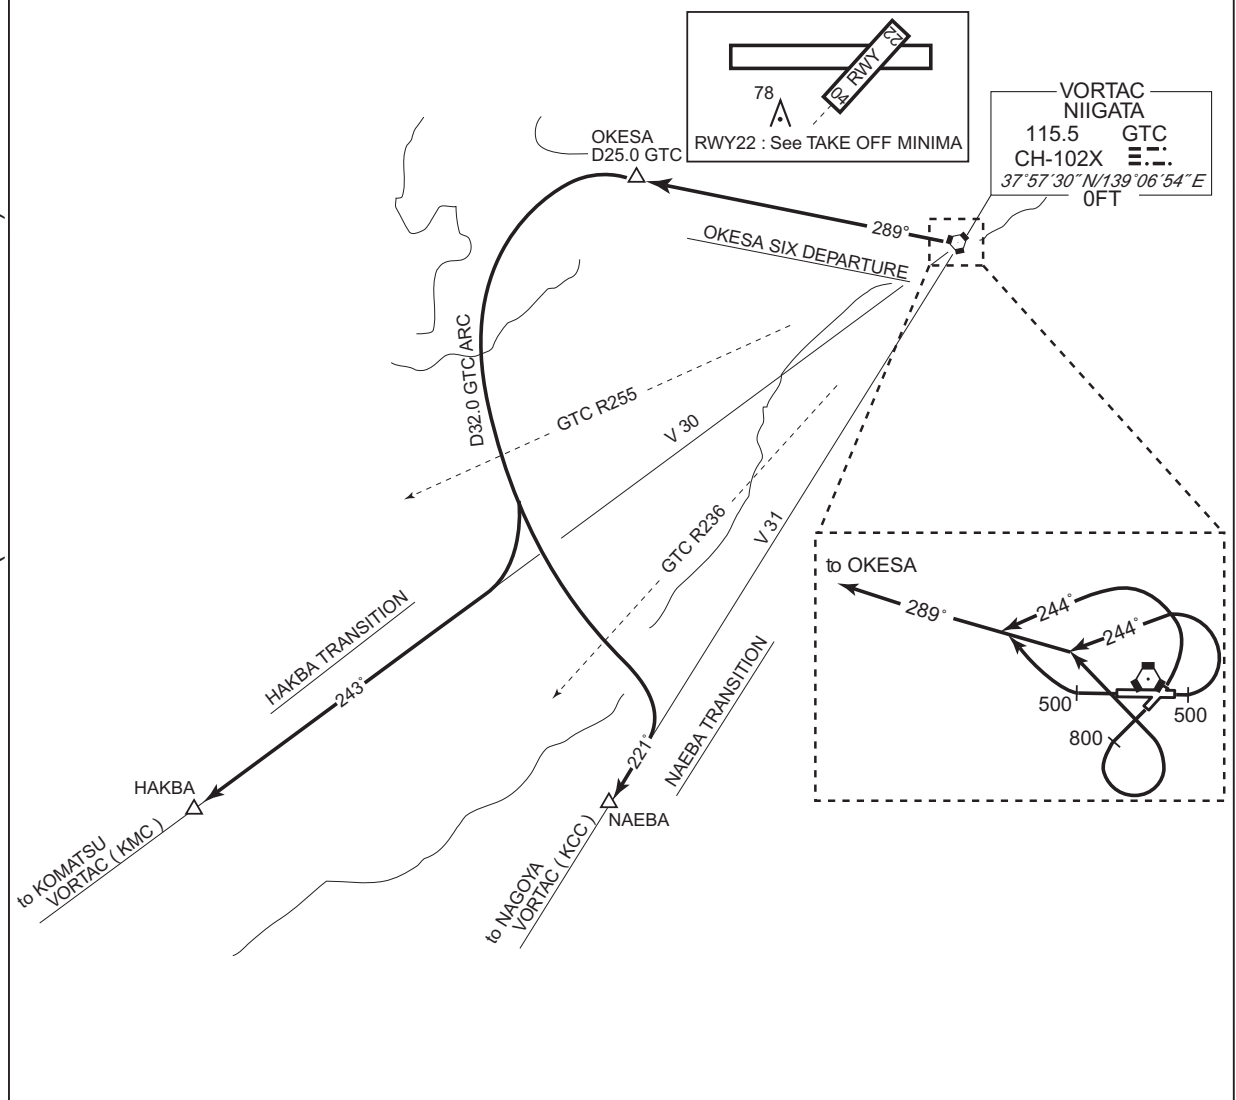 22
RWY
04
78
RWY22 : See TAKE OFF MINIMA
VORTAC
NIIGATA
115.5 GTC
CH-102X
37°57′30″N/139°06′54″E
0FT
OKESA
D25.0 GTC
289°
OKESA SIX DEPARTURE
D32.0 GTC ARC
GTC R255
V 30
GTC R236
V 31
to OKESA
289°
244°
244°
500
500
800
HAKBA TRANSITION
243°
NAEBA TRANSITION
221°
HAKBA
NAEBA
to KOMATSU
VORTAC ( KMC )
to NAGOYA
VORTAC ( KCC )